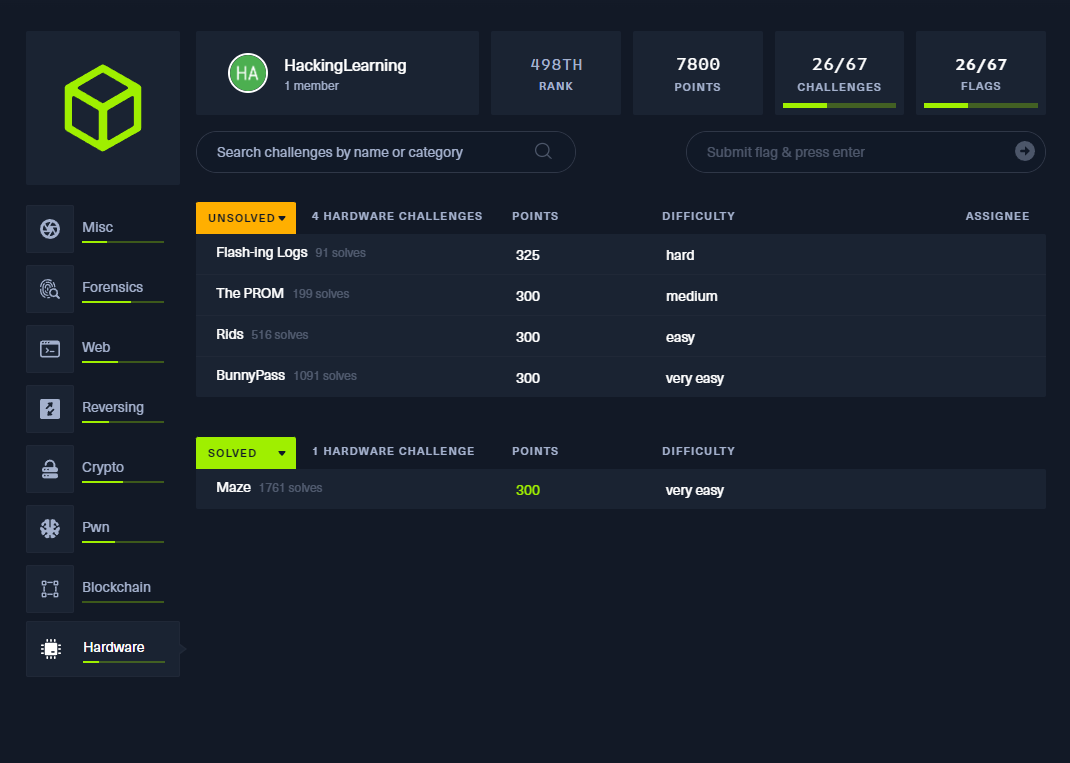 HA HackingLearning
1 member
498TH
RANK
7800
POINTS
26/67
CHALLENGES
26/67
FLAGS
Search challenges by name or category
Submit flag & press enter
Misc
Forensics
Web
Reversing
Crypto
Pwn
Blockchain
Hardware
UNSOLVED 4 HARDWARE CHALLENGES POINTS DIFFICULTY ASSIGNEE
Flash-ing Logs 91 solves 325 hard
The PROM 199 solves 300 medium
Rids 516 solves 300 easy
BunnyPass 1091 solves 300 very easy
SOLVED 1 HARDWARE CHALLENGE POINTS DIFFICULTY
Maze 1761 solves 300 very easy